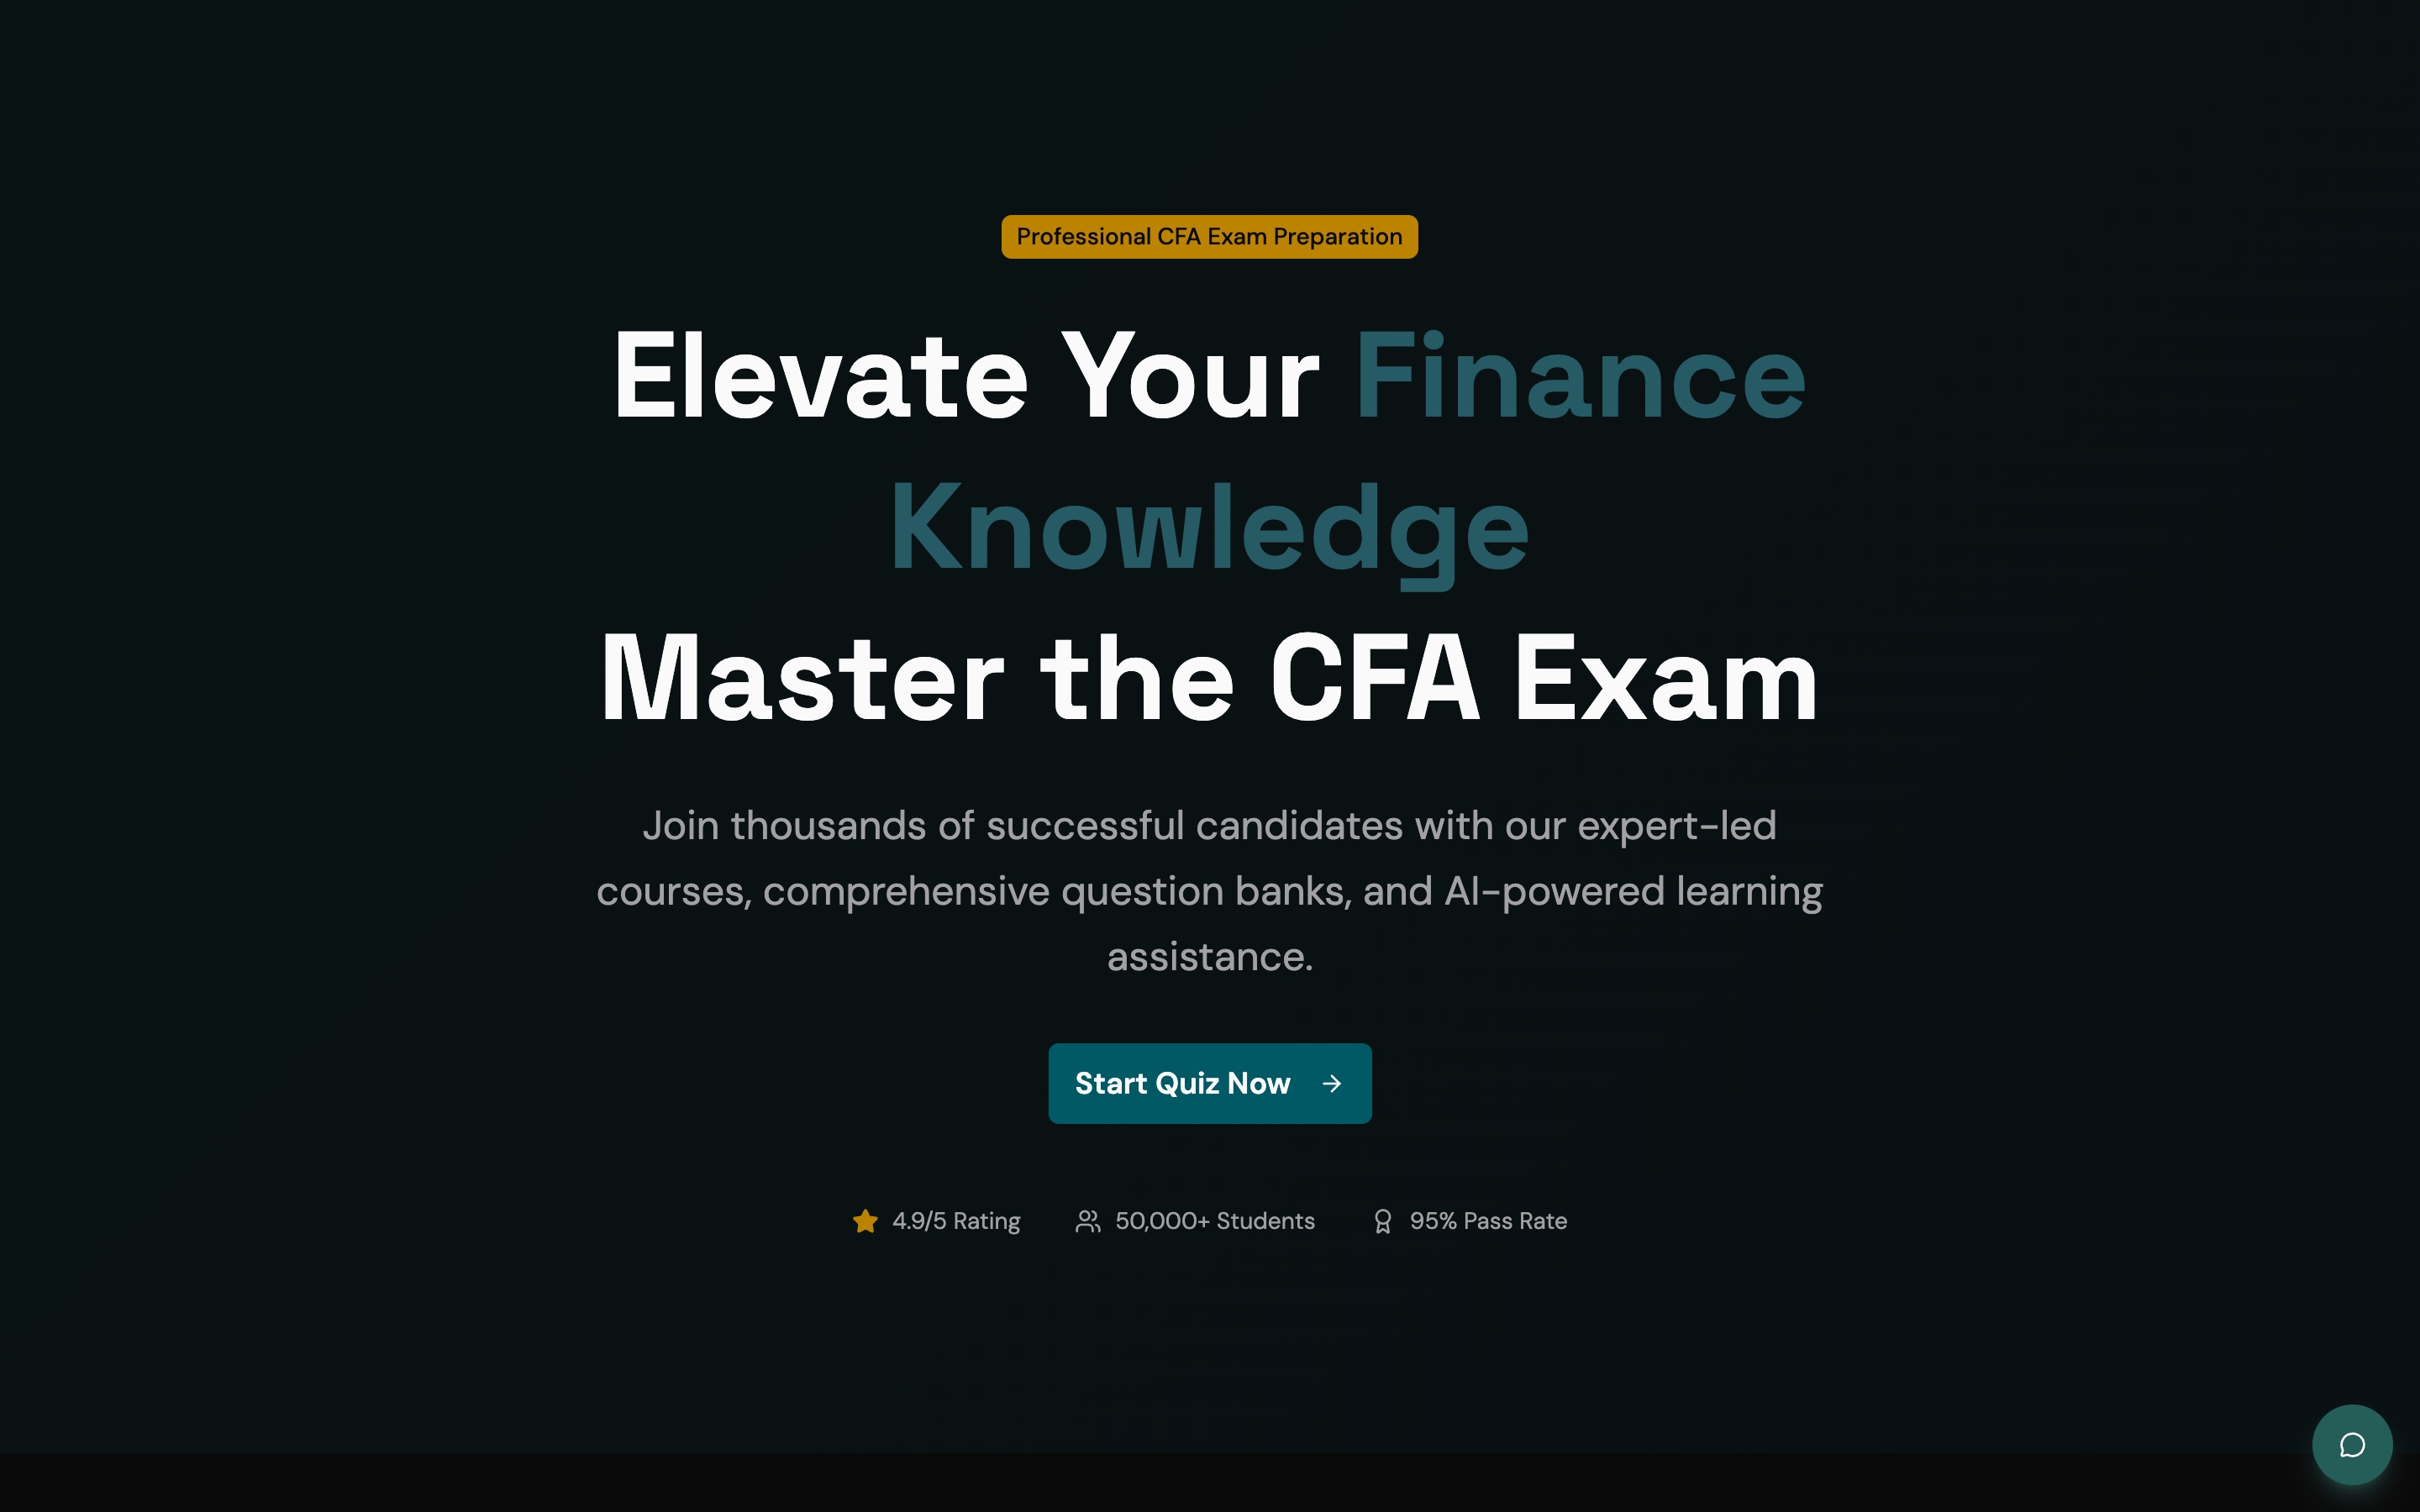 Professional CFA Exam Preparation
Elevate Your Finance
Knowledge
Master the CFA Exam
Join thousands of successful candidates with our expert-led
courses, comprehensive question banks, and AI-powered learning
assistance.
Start Quiz Now
4.9/5 Rating 50,000+ Students 95% Pass Rate